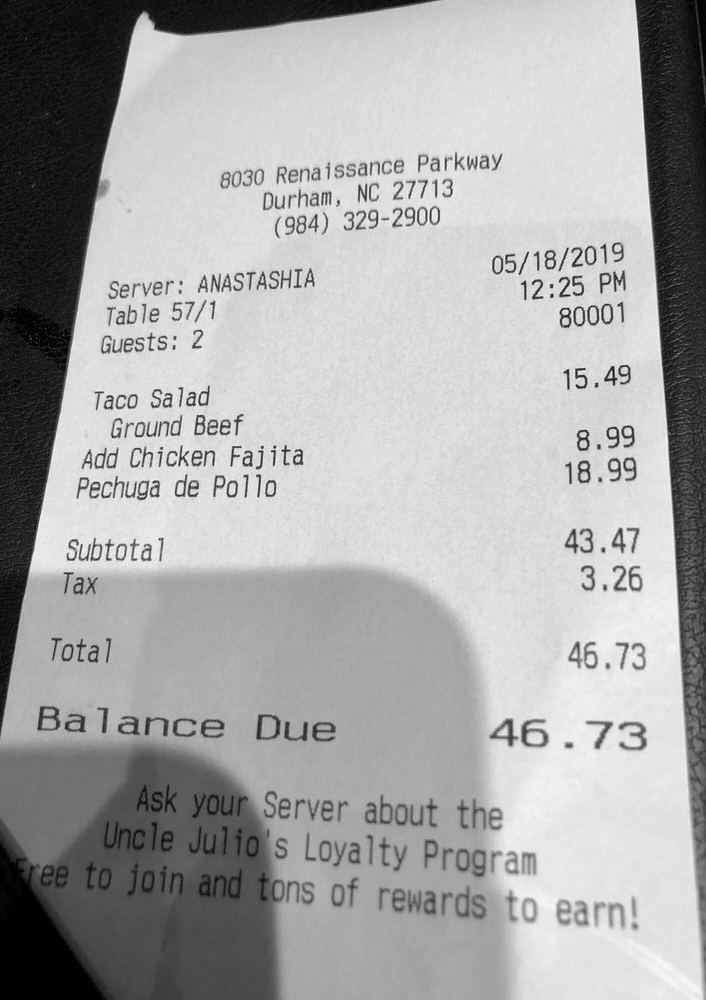 8030 Renaissance Parkway
Durham, NC 27713
(984) 329-2900
Server: ANASTASHIA 05/18/2019
Table 57/1 12:25 PM
Guests: 2 80001
Taco Salad 15.49
Ground Beef
Add Chicken Fajita 8.99
Pechuga de Pollo 18.99
Subtotal 43.47
Tax 3.26
Total 46.73
Balance Due 46.73
Ask your Server about the
Uncle Julio's Loyalty Program
Free to join and tons of rewards to earn!